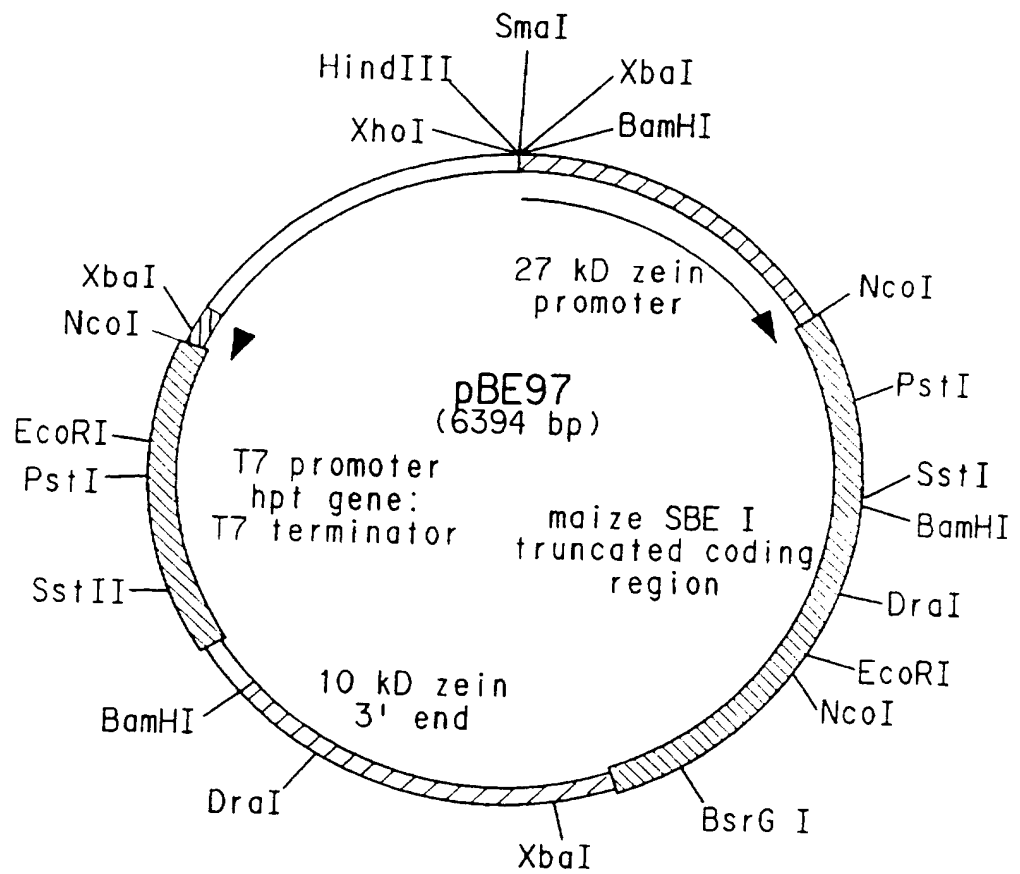 SmaI
HindIII
XbaI
XhoI
BamHI
27 kD zein
promoter
NcoI
XbaI
NcoI
PstI
pBE97
(6394 bp)
EcoRI
PstI
T7 promoter
hpt gene:
T7 terminator
SstI
BamHI
maize SBE I
truncated coding
region
SstII
DraI
EcoRI
NcoI
10 kD zein
3' end
BamHI
DraI
BsrG I
XbaI